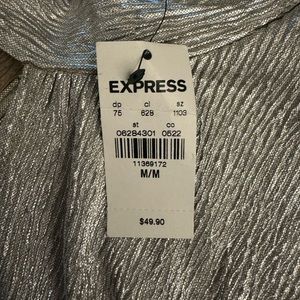 EXPRESS
dp cl sz
75 628 1103
st co
06284301 0522
11369172
M/M
$49.90